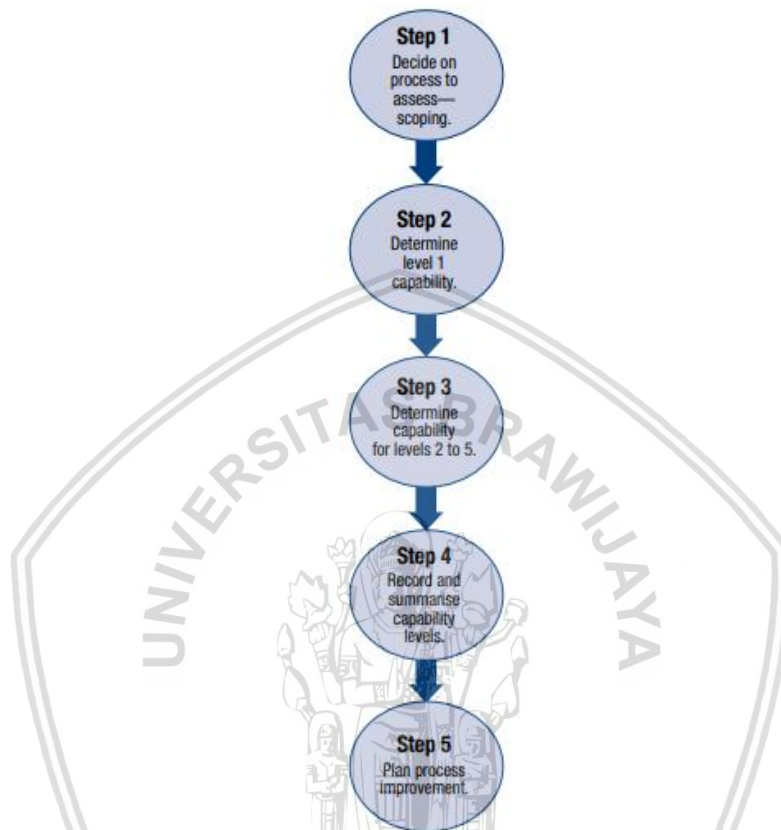 Step 1
Decide on
process to
assess—
scoping.
Step 2
Determine
level 1
capability.
Step 3
Determine
capability
for levels 2 to 5.
Step 4
Record and
summarise
capability
levels.
Step 5
Plan process
improvement.
UNIVERSITAS BRAWIJAYA